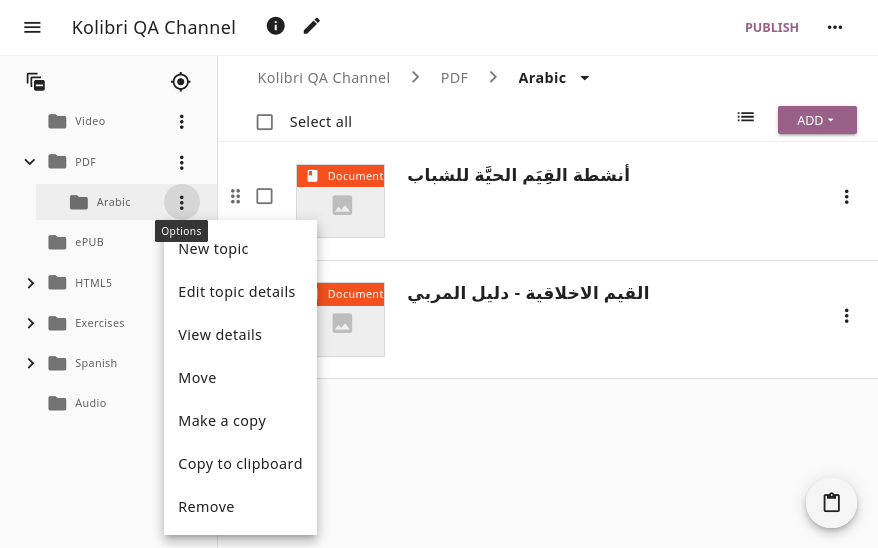 Kolibri QA Channel
PUBLISH
Kolibri QA Channel
PDF
Arabic
Select all
ADD
Video
PDF
Arabic
Options
ePUB
HTML5
Exercises
Spanish
Audio
New topic
Edit topic details
View details
Move
Make a copy
Copy to clipboard
Remove
Document
أنشطة القِيَم الحيَّة للشباب
Document
القيم الاخلاقية - دليل المربي